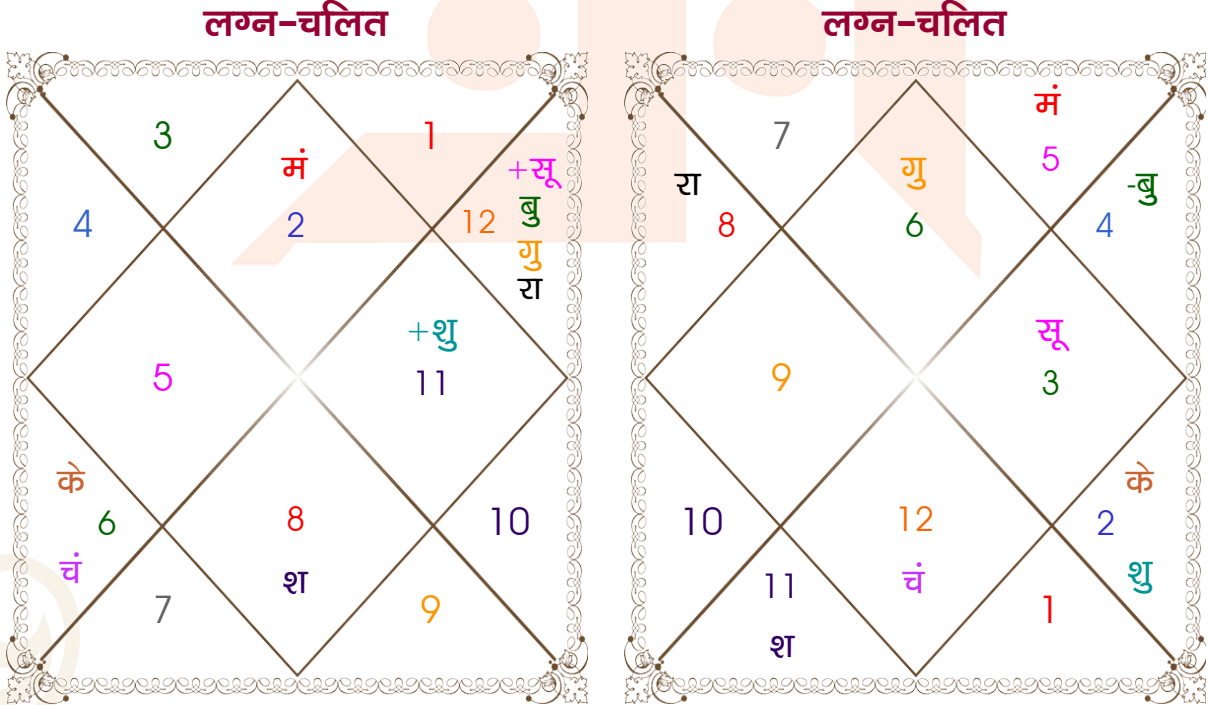 लग्न-चलित
3
1
मं
+सू
4
2
12
बु
गु
रा
+शु
5
11
के
6
8
10
चं
श
7
9
लग्न-चलित
मं
7
5
रा
गु
-बु
8
6
4
सू
9
3
के
10
12
2
11
चं
शु
1
श